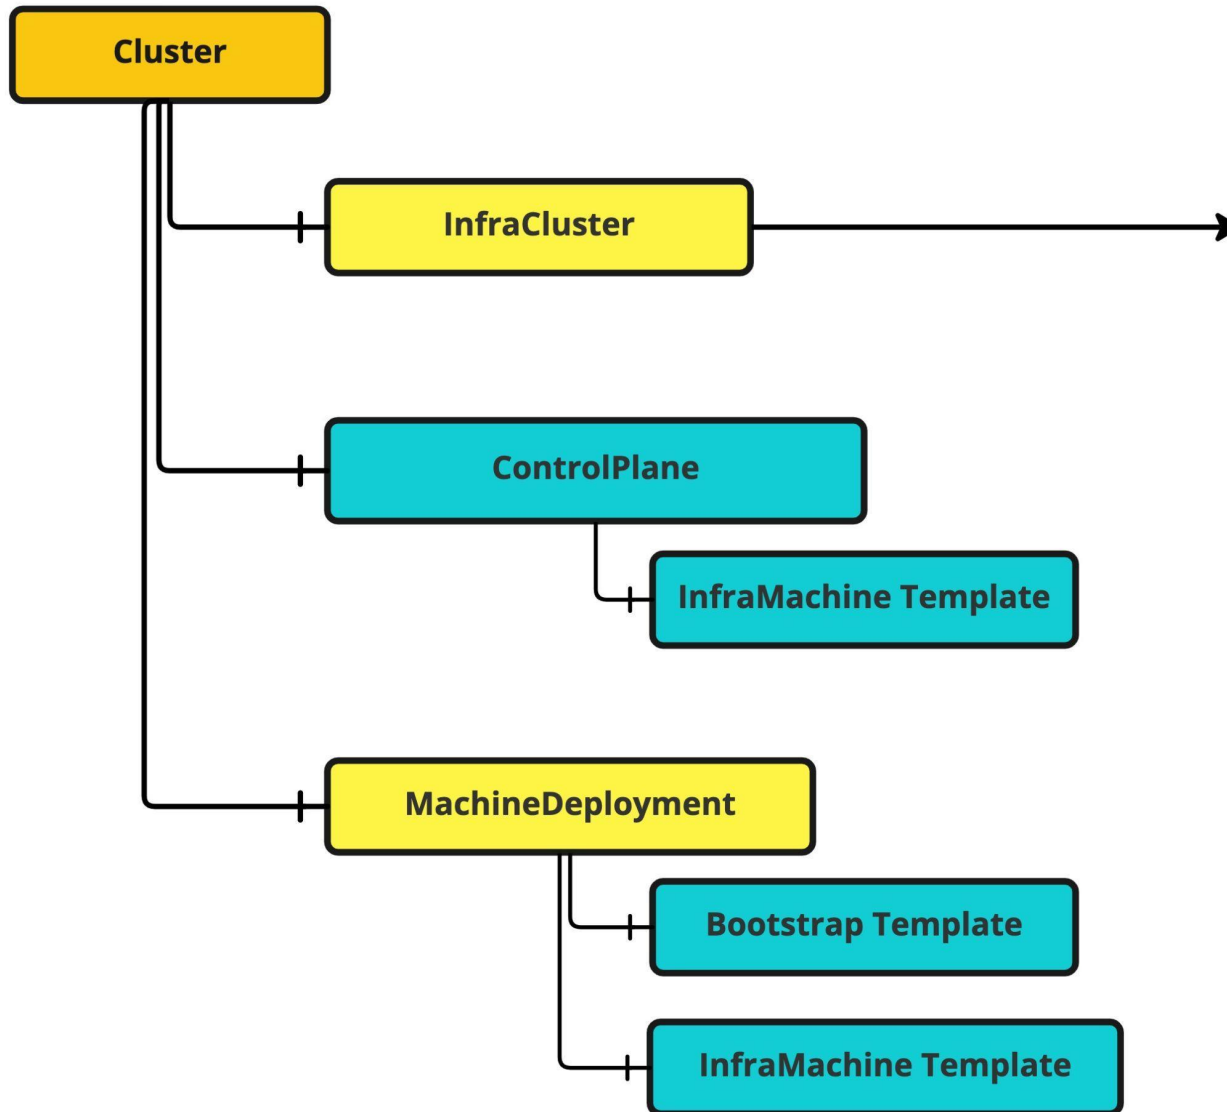 Cluster
InfraCluster
ControlPlane
InfraMachine Template
MachineDeployment
Bootstrap Template
InfraMachine Template